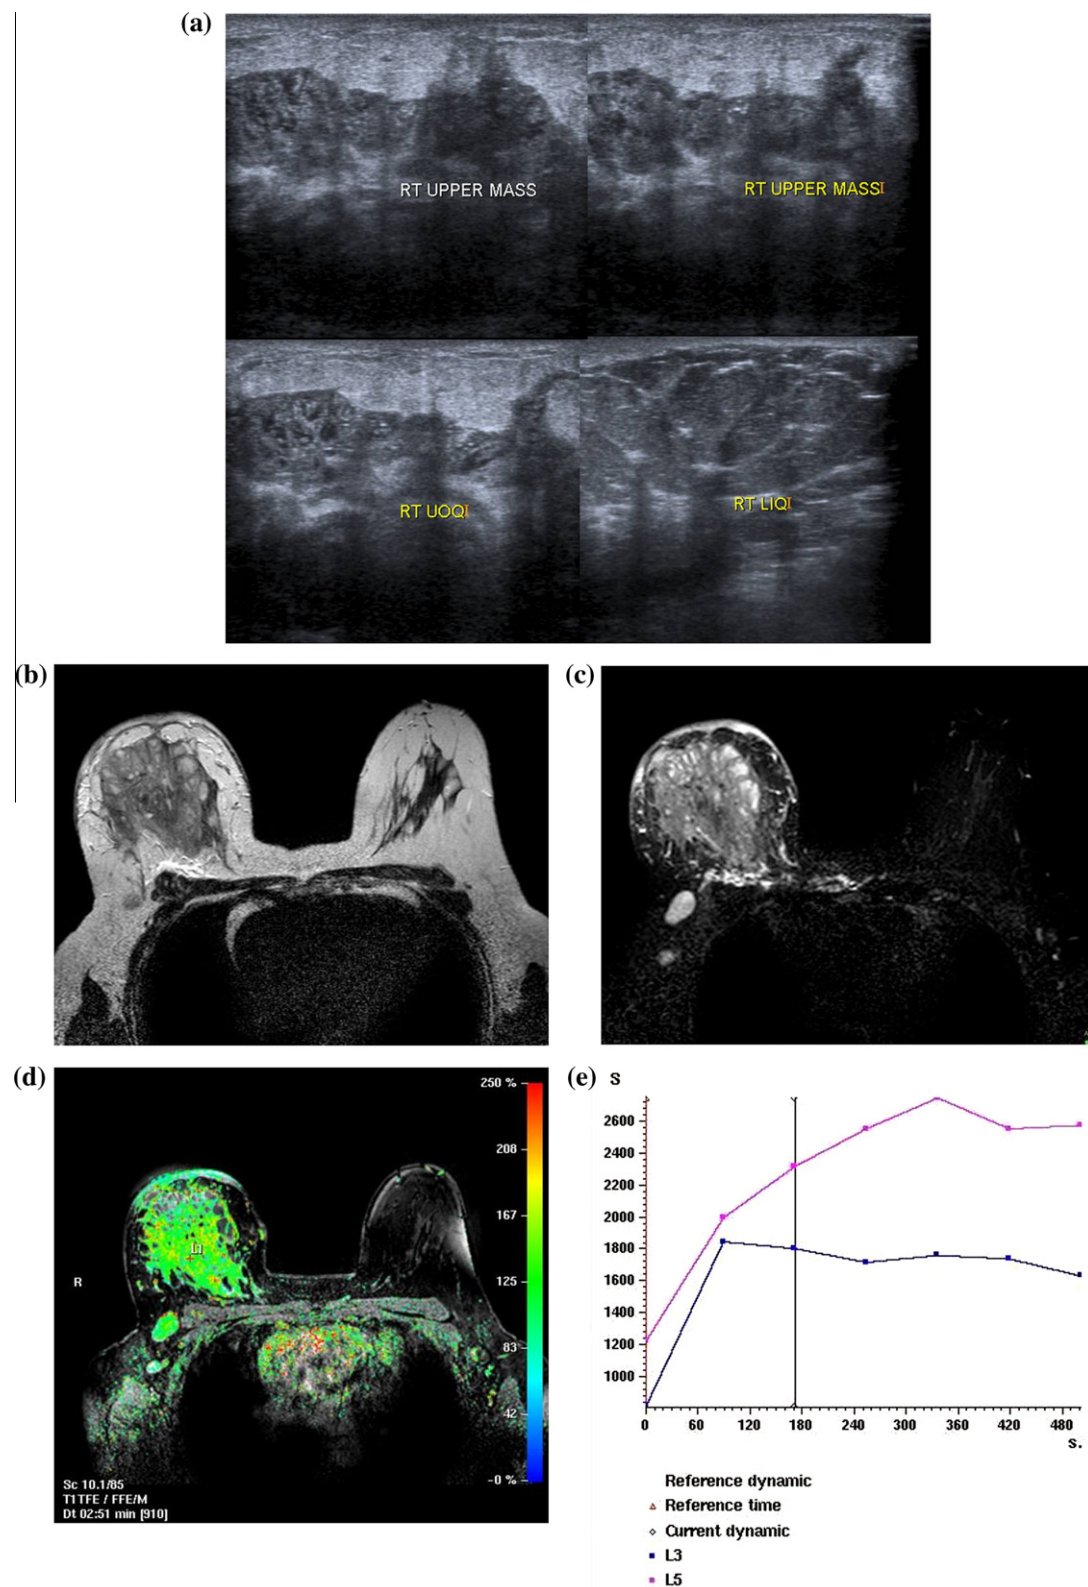 (a)
RT UPPER MASS
RT UPPER MASS
RT UOQ
RT LIQ
(b)
(c)
(d)
250 %
208
167
125
83
42
-0 %
L1
R
Sc 10.1/85
T1TFE / FFE/M
Dt 02:51 min [910]
(e)
S
2600
2400
2200
2000
1800
1600
1400
1200
1000
0 60 120 180 240 300 360 420 480
s.
Reference dynamic
Reference time
Current dynamic
L3
L5